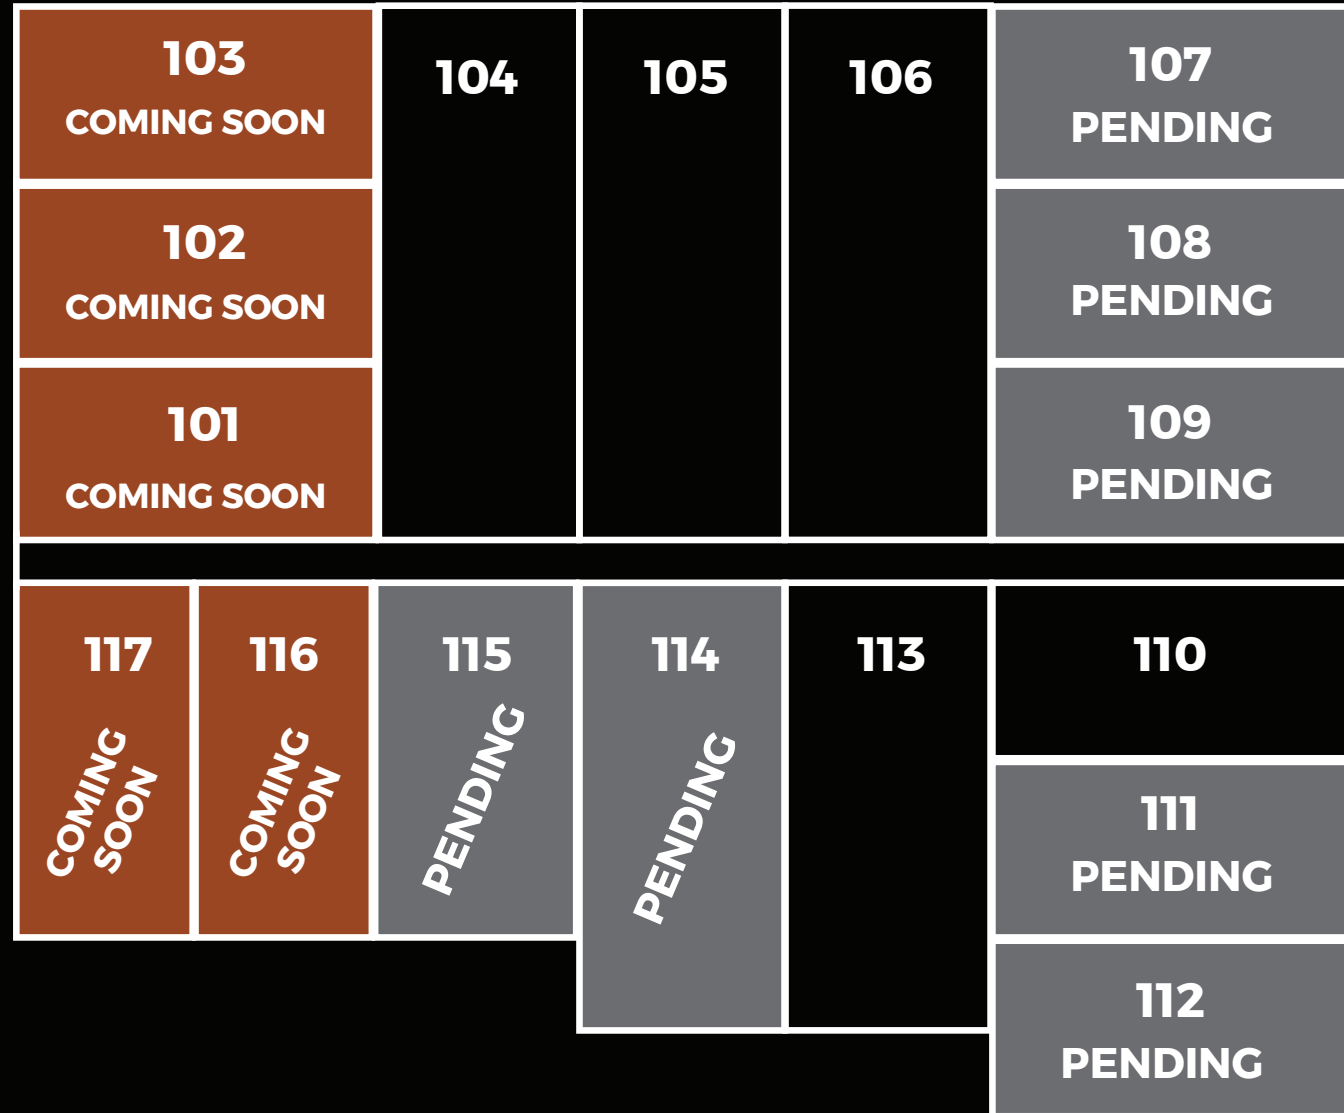 103
COMING SOON
104
105
106
107
PENDING
102
COMING SOON
108
PENDING
101
COMING SOON
109
PENDING
117
COMING
SOON
116
COMING
SOON
115
PENDING
114
PENDING
113
110
111
PENDING
112
PENDING